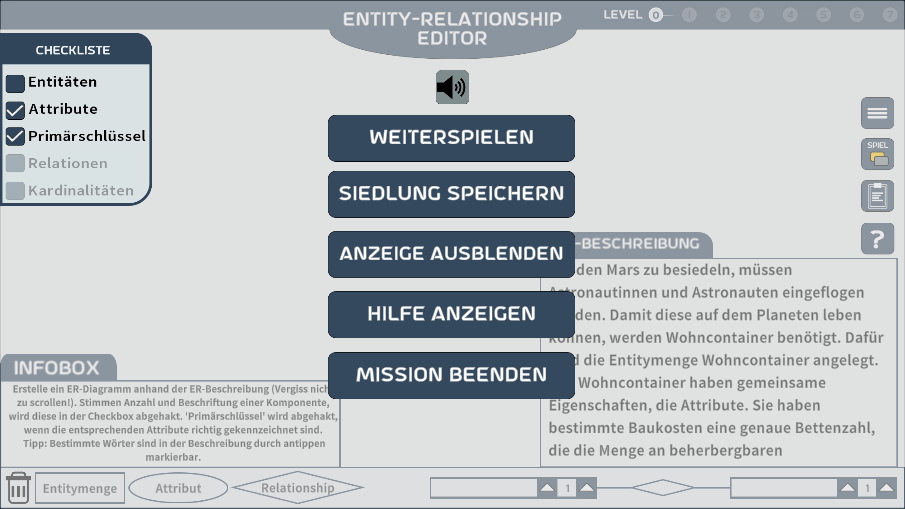 ENTITY-RELATIONSHIP
EDITOR
LEVEL 0 1 2 3 4 5 6 7
CHECKLISTE
Entitäten
Attribute
Primärschlüssel
Relationen
Kardinalitäten
WEITERSPIELEN
SIEDLUNG SPEICHERN
ANZEIGE AUSBLENDEN
HILFE ANZEIGEN
MISSION BEENDEN
SPIEL
?
-BESCHREIBUNG
den Mars zu besiedeln, müssen
Astronautinnen und Astronauten eingeflogen
den. Damit diese auf dem Planeten leben
können, werden Wohncontainer benötigt. Dafür
die Entitymenge Wohncontainer angelegt.
Wohncontainer haben gemeinsame
Eigenschaften, die Attribute. Sie haben
bestimmte Baukosten eine genaue Bettenzahl,
die die Menge an beherbergbaren
INFOBOX
Erstelle ein ER-Diagramm anhand der ER-Beschreibung (Vergiss nich
zu scrollen!). Stimmen Anzahl und Beschriftung einer Komponente,
wird diese in der Checkbox abgehakt. 'Primärschlüssel' wird abgehakt,
wenn die entsprechenden Attribute richtig gekennzeichnet sind.
Tipp: Bestimmte Wörter sind in der Beschreibung durch antippen
markierbar.
Entitymenge
Attribut
Relationship
1
1